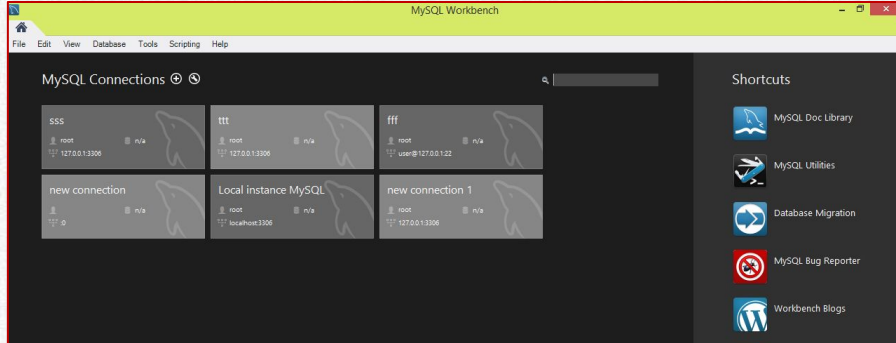 MySQL Workbench
File Edit View Database Tools Scripting Help
MySQL Connections
sss
root n/a
127.0.0.1:3306
ttt
root n/a
127.0.0.1:3306
fff
root n/a
user@127.0.0.1:22
new connection
n/a
:0
Local instance MySQL
root n/a
localhost:3306
new connection 1
root n/a
127.0.0.1:3306
Shortcuts
MySQL Doc Library
MySQL Utilities
Database Migration
MySQL Bug Reporter
Workbench Blogs